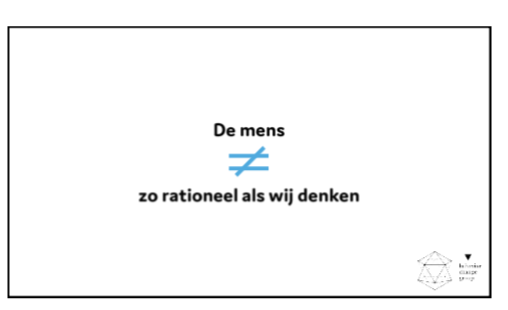 De mens
≠
zo rationeel als wij denken